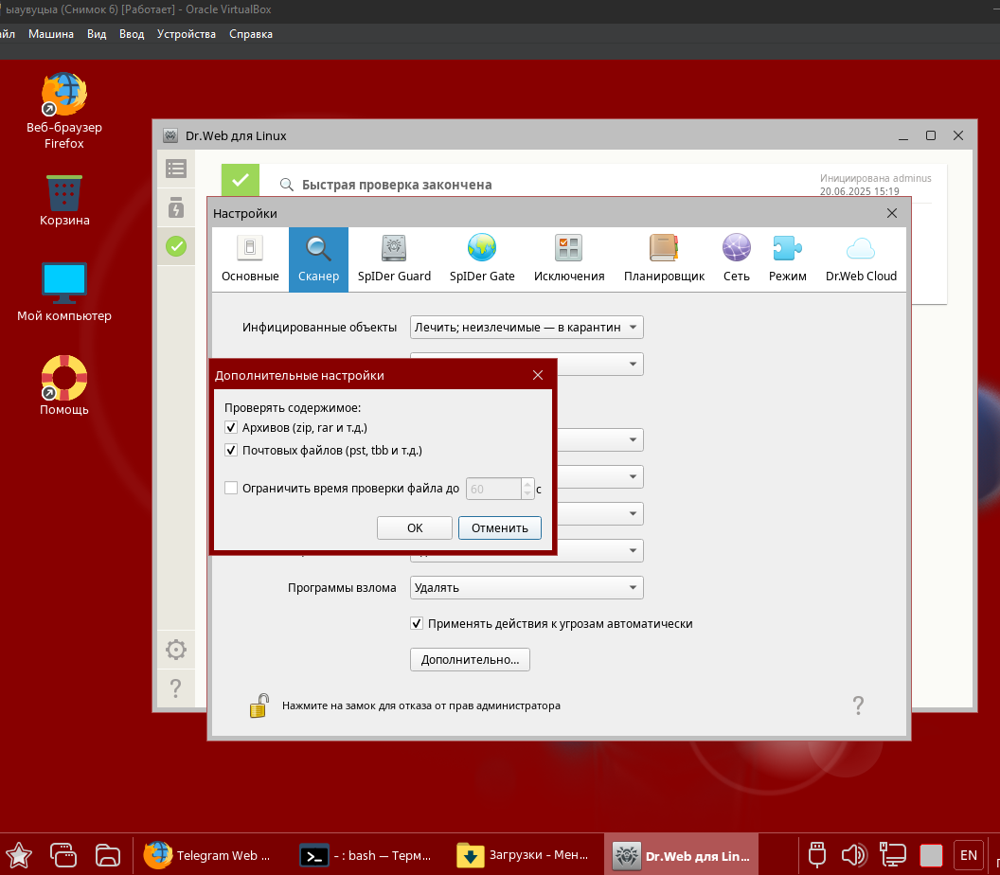 ыаувуцыа (Снимок 6) [Работает] - Oracle VirtualBox
йл Машина Вид Ввод Устройства Справка
Веб-браузер
Firefox
Корзина
Мой компьютер
Помощь
Dr.Web для Linux
Быстрая проверка закончена
Инициирована adminus
20.06.2025 15:19
Настройки
Основные Сканер SpIDer Guard SpIDer Gate Исключения Планировщик Сеть Режим Dr.Web Cloud
Инфицированные объекты Лечить; неизлечимые — в карантин
Дополнительные настройки
Проверять содержимое:
Архивов (zip, rar и т.д.)
Почтовых файлов (pst, tbb и т.д.)
Ограничить время проверки файла до 60 с
OK Отменить
Программы взлома Удалять
Применять действия к угрозам автоматически
Дополнительно...
Нажмите на замок для отказа от прав администратора ?
?
Telegram Web ... - : bash — Терм... Загрузки - Мен... Dr.Web для Lin... EN